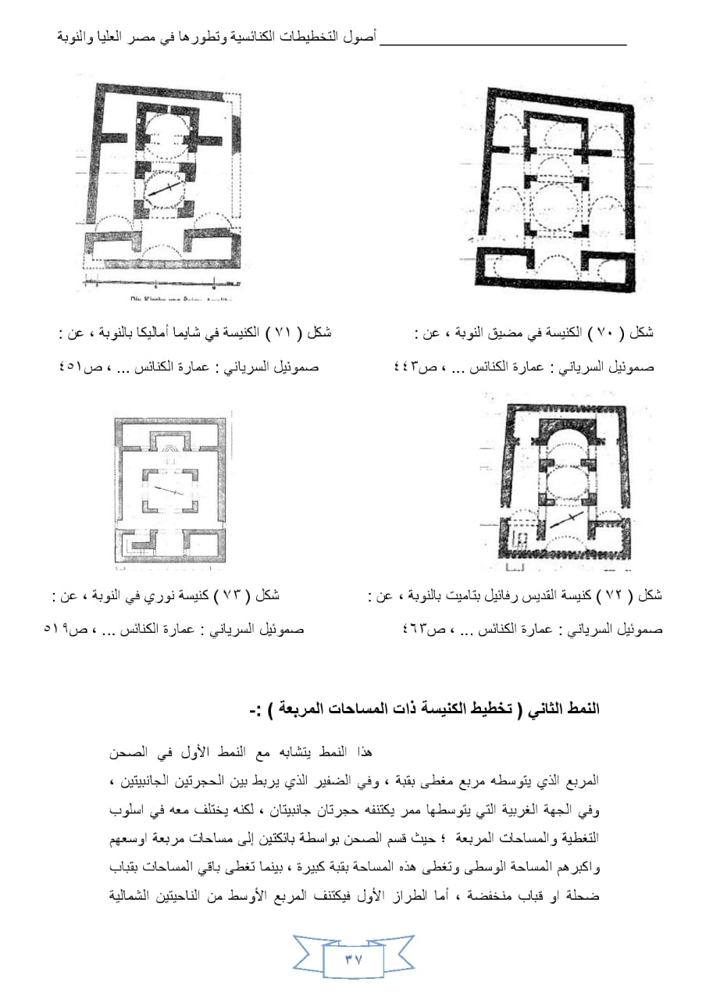 أصول التخطيطات الكنائسية وتطورها في مصر العليا والنوبة
شكل ( ٧٠ ) الكنيسة في مضيق النوبة ، عن :
صموئيل السرياني : عمارة الكنائس ... ، ص٤٤٣
Die Kirche von
شكل ( ٧١ ) الكنيسة في شايما أماليكا بالنوبة ، عن :
صموئيل السرياني : عمارة الكنائس ... ، ص٤٥١
شكل ( ٧٢ ) كنيسة القديس رفائيل بتاميت بالنوبة ، عن :
صموئيل السرياني : عمارة الكنائس ... ، ص٤٦٣
شكل ( ٧٣ ) كنيسة نوري في النوبة ، عن :
صموئيل السرياني : عمارة الكنائس ... ، ص٥١٩
النمط الثاني ( تخطيط الكنيسة ذات المساحات المربعة ) :-
هذا النمط يتشابه مع النمط الأول في الصحن
المربع الذي يتوسطه مربع مغطى بقبة ، وفي الضفير الذي يربط بين الحجرتين الجانبيتين ،
وفي الجهة الغربية التي يتوسطها ممر يكتنفه حجرتان جانبيتان ، لكنه يختلف معه في اسلوب
التغطية والمساحات المربعة ؛ حيث قسم الصحن بواسطة بائكتين إلى مساحات مربعة اوسعهم
واكبرهم المساحة الوسطى وتغطى هذه المساحة بقبة كبيرة ، بينما تغطى باقي المساحات بقباب
ضحلة او قباب منخفضة ، أما الطراز الأول فيكتنف المربع الأوسط من الناحيتين الشمالية
٣٧